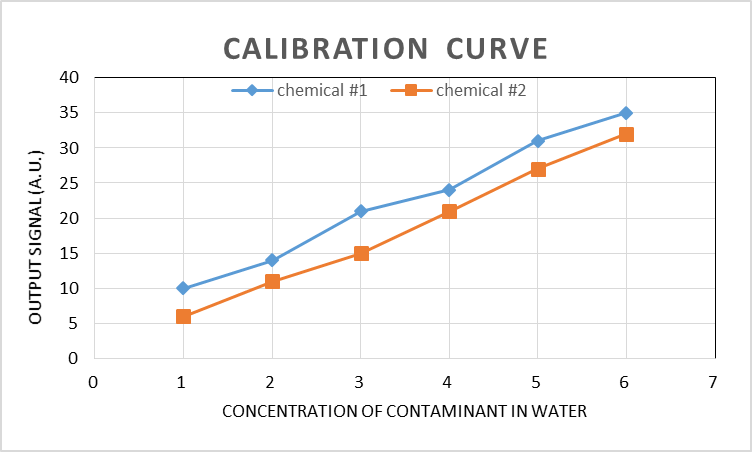 CALIBRATION CURVE
chemical #1 chemical #2
OUTPUT SIGNAL (A.U.)
40
35
30
25
20
15
10
5
0
0 1 2 3 4 5 6 7
CONCENTRATION OF CONTAMINANT IN WATER